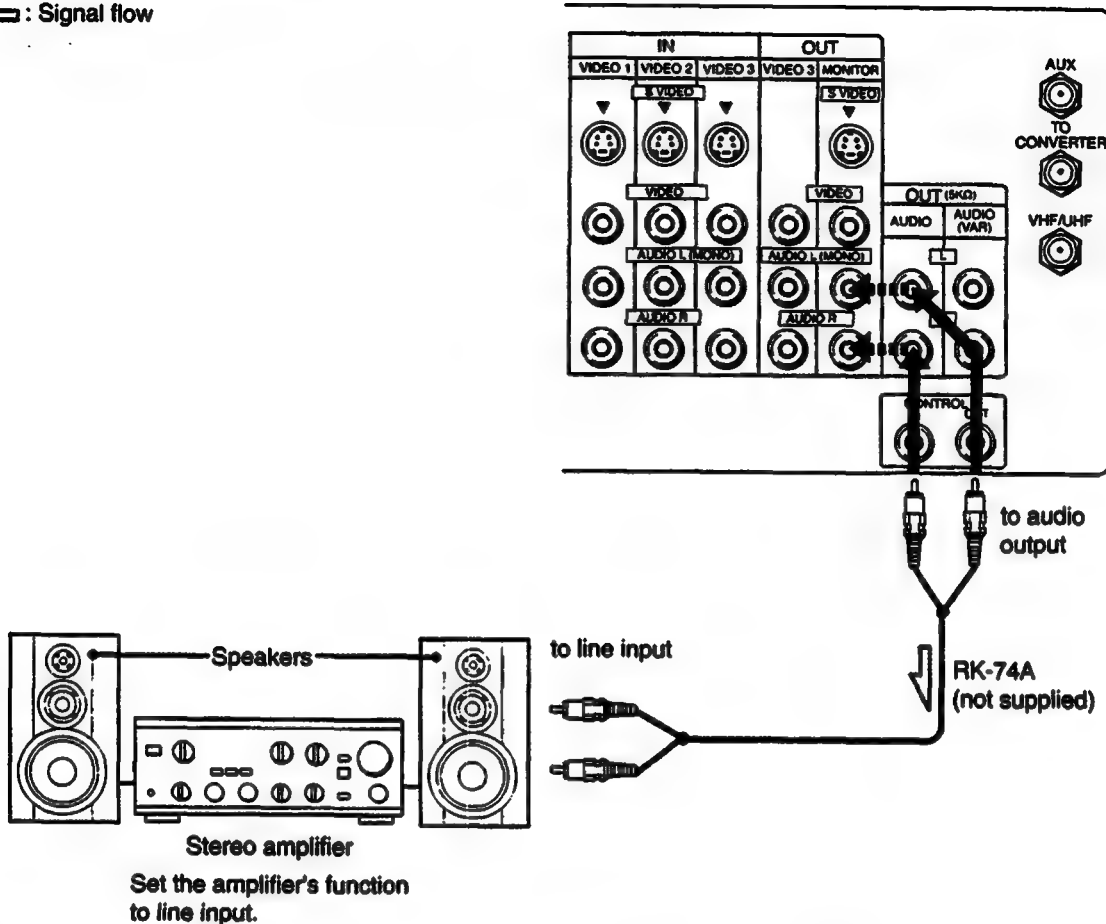 : Signal flow
IN
OUT
VIDEO 1 VIDEO 2 VIDEO 3 VIDEO 3 MONITOR
S VIDEO
S VIDEO
VIDEO
VIDEO
AUDIO L (MONO)
AUDIO L (MONO)
AUDIO R
AUDIO R
OUT (5KΩ)
AUDIO
AUDIO
(VAR)
L
AUX
TO
CONVERTER
VHF/UHF
to audio
output
RK-74A
(not supplied)
to line input
Speakers
Stereo amplifier
Set the amplifier's function
to line input.